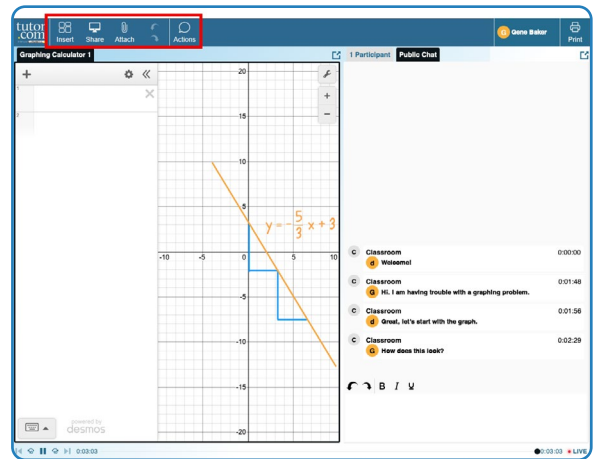 tutor
.com
Insert Share Attach Actions
G Gene Baker
Print
Graphing Calculator 1
1 Participant Public Chat
1
2
20
15
10
5
-10 -5 0 5 10
-5
-10
-15
-20
y = -5/3 x + 3
C Classroom 0:00:00
d Welcome!
C Classroom 0:01:48
G Hi. I am having trouble with a graphing problem.
C Classroom 0:01:56
d Great, let's start with the graph.
C Classroom 0:02:29
G How does this look?
B I U
powered by
desmos
0:03:03
0:03:03 LIVE